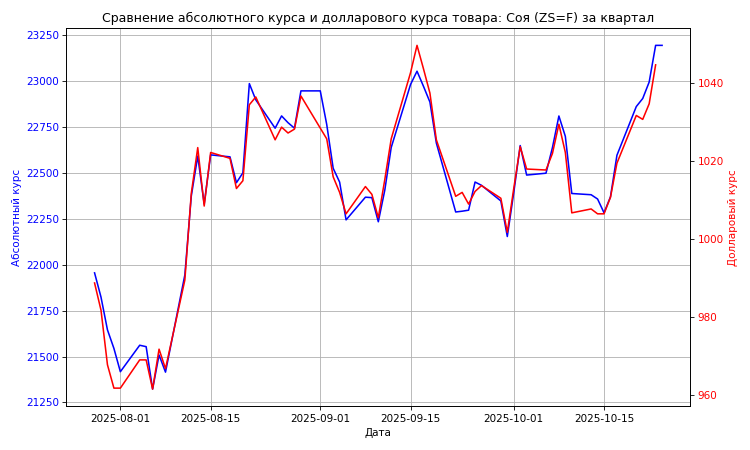 Сравнение абсолютного курса и долларового курса товара: Соя (ZS=F) за квартал
Абсолютный курс
23250
23000
22750
22500
22250
22000
21750
21500
21250
1040
1020
1000
980
960
Долларовый курс
2025-08-01 2025-08-15 2025-09-01 2025-09-15 2025-10-01 2025-10-15
Дата